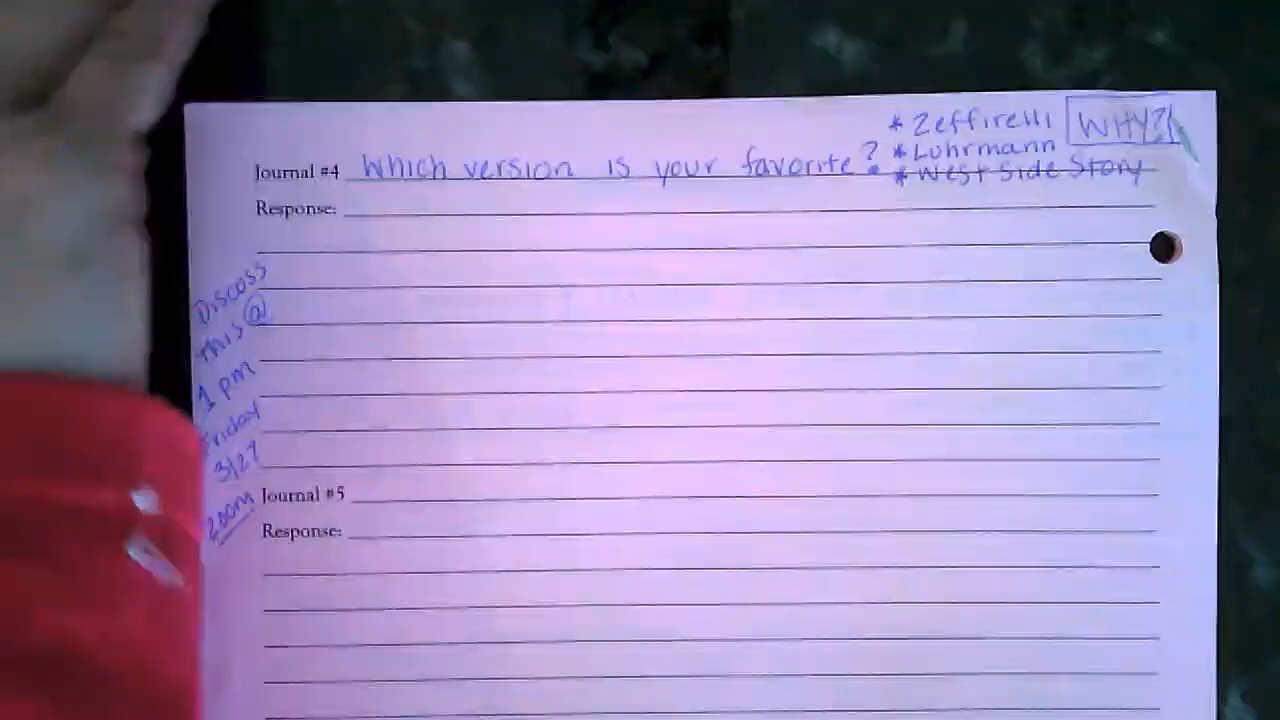 * Zeffirelli WHY?
Journal #4 Which version is your favorite? * Luhrmann
* West Side Story
Response:
Discuss
this @
1 pm
Friday
3/27
zoom
Journal #5
Response: